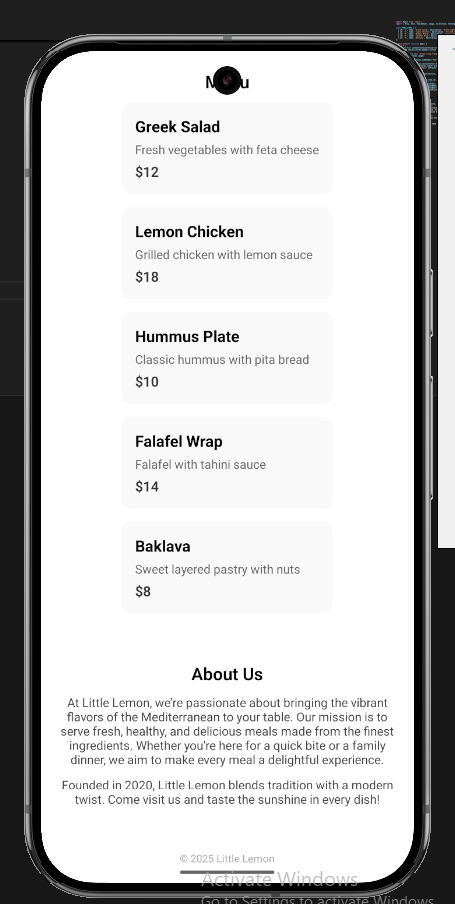 Greek Salad
Fresh vegetables with feta cheese
$12
Lemon Chicken
Grilled chicken with lemon sauce
$18
Hummus Plate
Classic hummus with pita bread
$10
Falafel Wrap
Falafel with tahini sauce
$14
Baklava
Sweet layered pastry with nuts
$8
About Us
At Little Lemon, we're passionate about bringing the vibrant
flavors of the Mediterranean to your table. Our mission is to
serve fresh, healthy, and delicious meals made from the finest
ingredients. Whether you're here for a quick bite or a family
dinner, we aim to make every meal a delightful experience.
Founded in 2020, Little Lemon blends tradition with a modern
twist. Come visit us and taste the sunshine in every dish!
© 2025 Little Lemon
Activate Windows
Go to Settings to activate Windows.